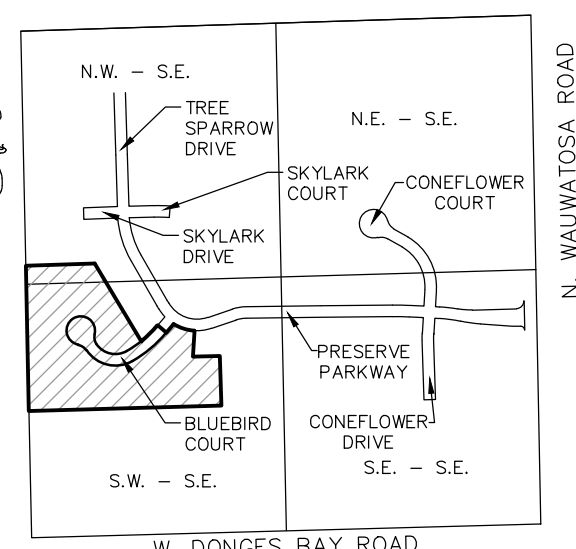 N.W. - S.E.
TREE
SPARROW
DRIVE
N.E. - S.E.
SKYLARK
COURT
CONEFLOWER
COURT
SKYLARK
DRIVE
N. WAUWATOSA ROAD
PRESERVE
PARKWAY
BLUEBIRD
COURT
CONEFLOWER
DRIVE
S.E. - S.E.
S.W. - S.E.
W. DONGES BAY ROAD